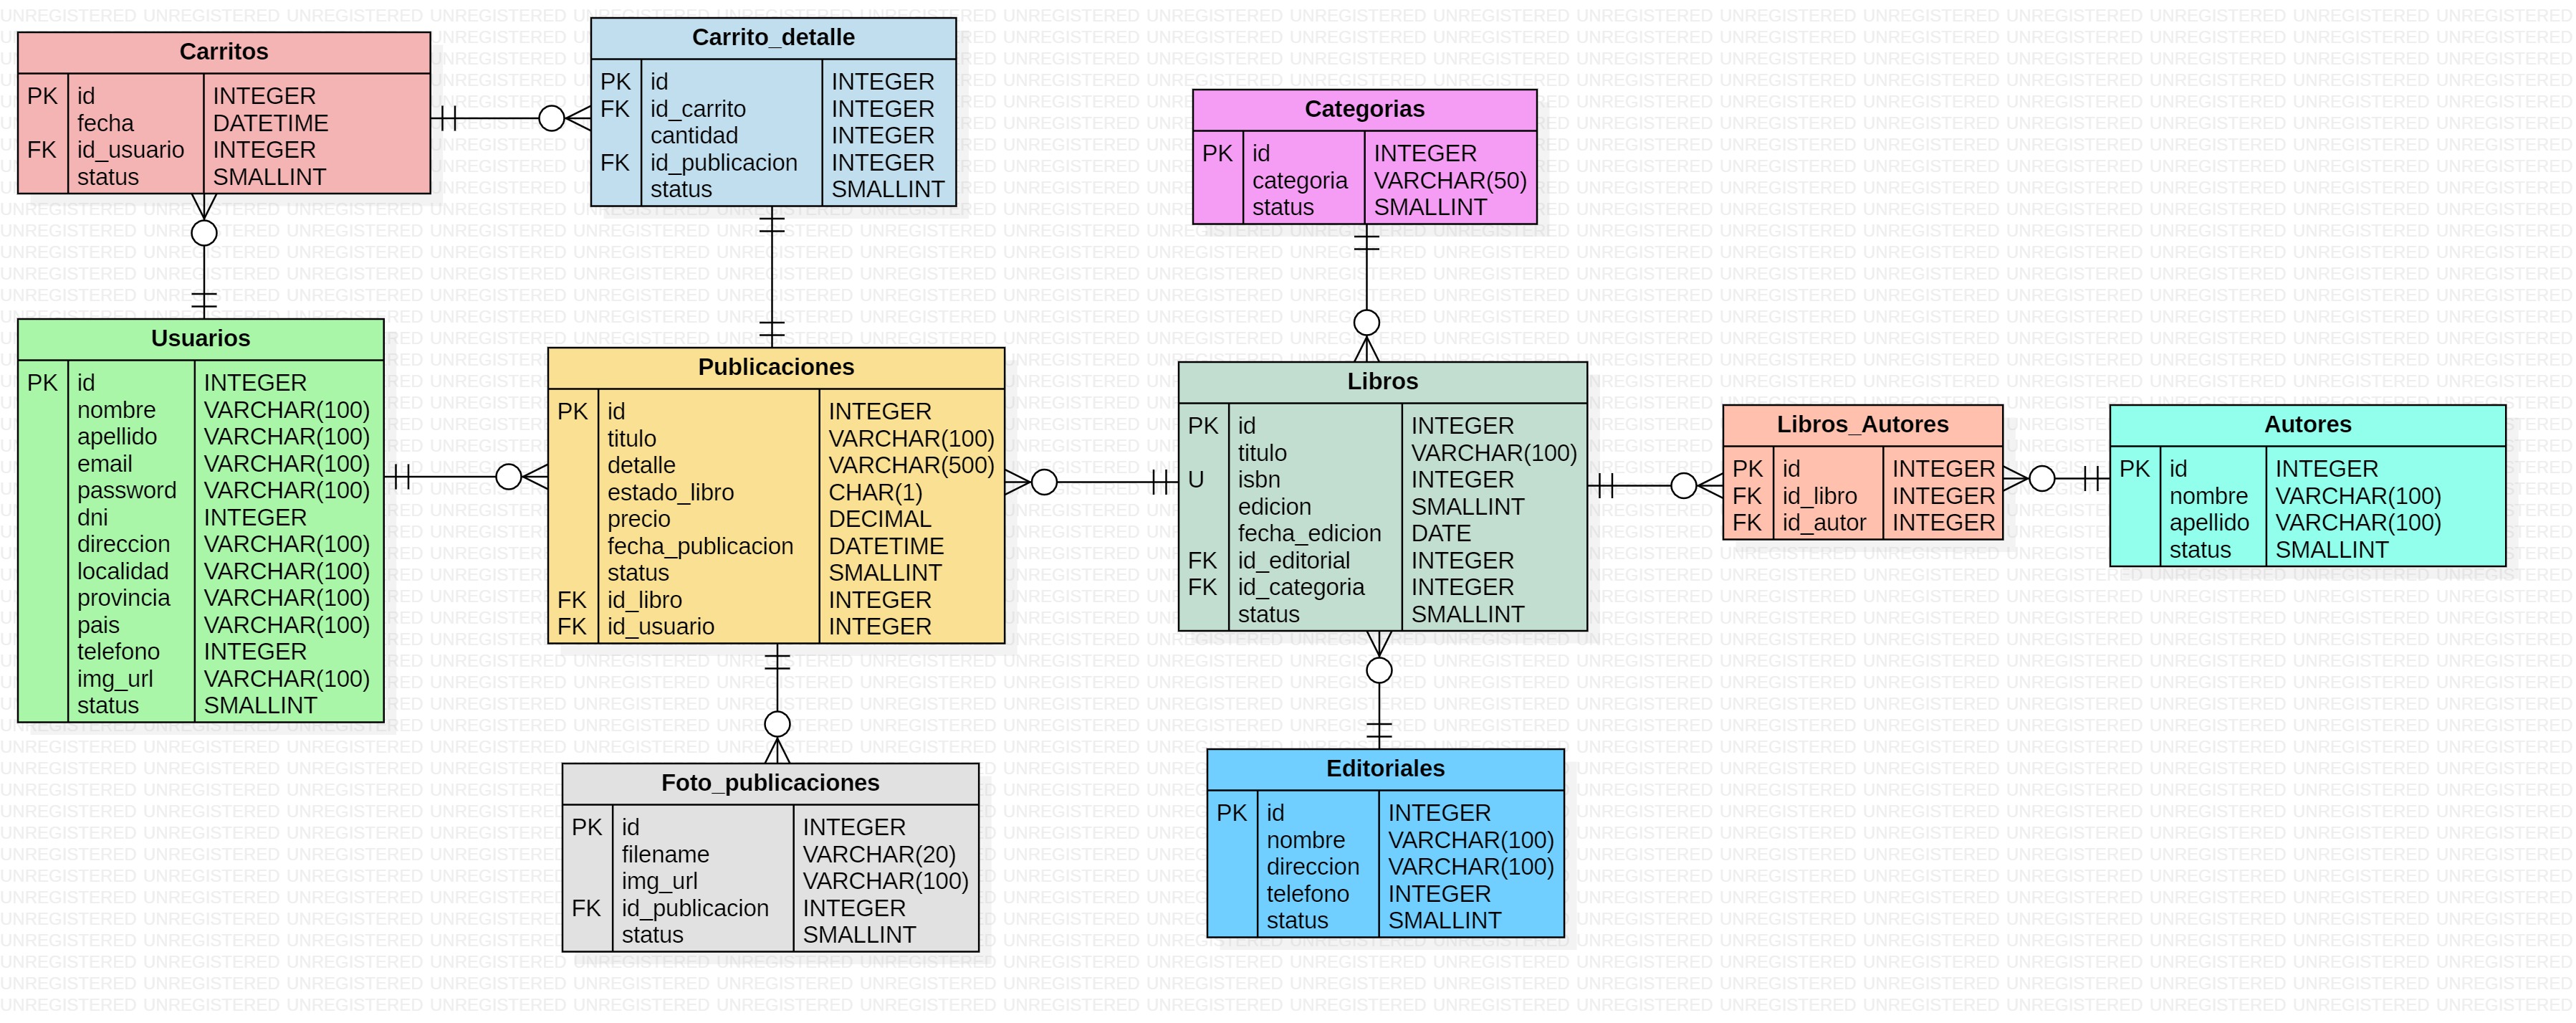 Carritos
PK id INTEGER
fecha DATETIME
FK id_usuario INTEGER
status SMALLINT
Carrito_detalle
PK id INTEGER
FK id_carrito INTEGER
cantidad INTEGER
FK id_publicacion INTEGER
status SMALLINT
Categorias
PK id INTEGER
categoria VARCHAR(50)
status SMALLINT
Usuarios
PK id INTEGER
nombre VARCHAR(100)
apellido VARCHAR(100)
email VARCHAR(100)
password VARCHAR(100)
dni INTEGER
direccion VARCHAR(100)
localidad VARCHAR(100)
provincia VARCHAR(100)
pais VARCHAR(100)
telefono INTEGER
img_url VARCHAR(100)
status SMALLINT
Publicaciones
PK id INTEGER
titulo VARCHAR(100)
detalle VARCHAR(500)
estado_libro CHAR(1)
precio DECIMAL
fecha_publicacion DATETIME
status SMALLINT
FK id_libro INTEGER
FK id_usuario INTEGER
Libros
PK id INTEGER
titulo VARCHAR(100)
U isbn INTEGER
edicion SMALLINT
fecha_edicion DATE
FK id_editorial INTEGER
FK id_categoria INTEGER
status SMALLINT
Libros_Autores
PK id INTEGER
FK id_libro INTEGER
FK id_autor INTEGER
Autores
PK id INTEGER
nombre VARCHAR(100)
apellido VARCHAR(100)
status SMALLINT
Foto_publicaciones
PK id INTEGER
filename VARCHAR(20)
img_url VARCHAR(100)
FK id_publicacion INTEGER
status SMALLINT
Editoriales
PK id INTEGER
nombre VARCHAR(100)
direccion VARCHAR(100)
telefono INTEGER
status SMALLINT
UNREGISTERED